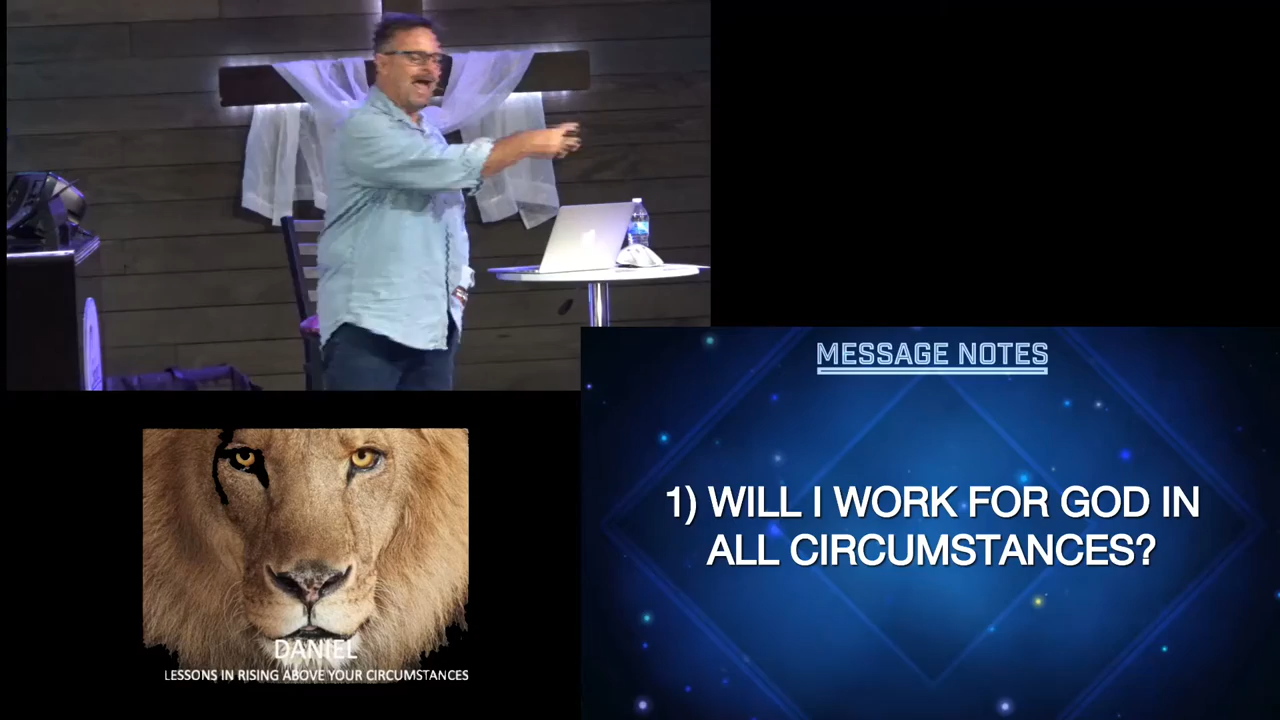 MESSAGE NOTES
1) WILL I WORK FOR GOD IN
ALL CIRCUMSTANCES?
DANIEL
LESSONS IN RISING ABOVE YOUR CIRCUMSTANCES